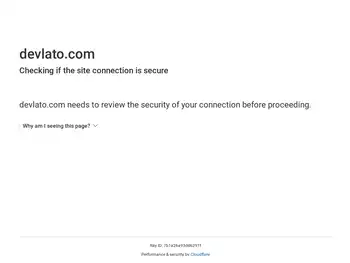 devlato.com
Checking if the site connection is secure
devlato.com needs to review the security of your connection before proceeding.
Why am I seeing this page?
Ray ID:
Performance & security by Cloudflare